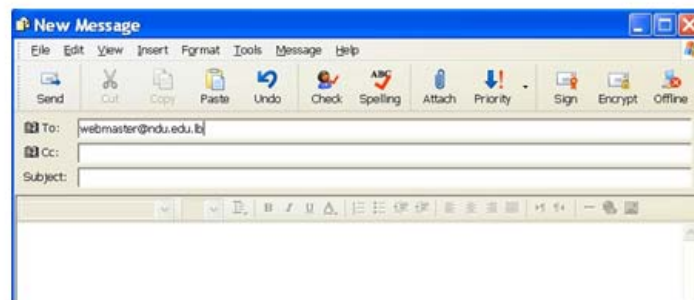 New Message
File Edit View Insert Format Tools Message Help
Send Cut Copy Paste Undo Check Spelling Attach Priority Sign Encrypt Offline
To: webmaster@ndu.edu.lb
Cc:
Subject:
B I U A